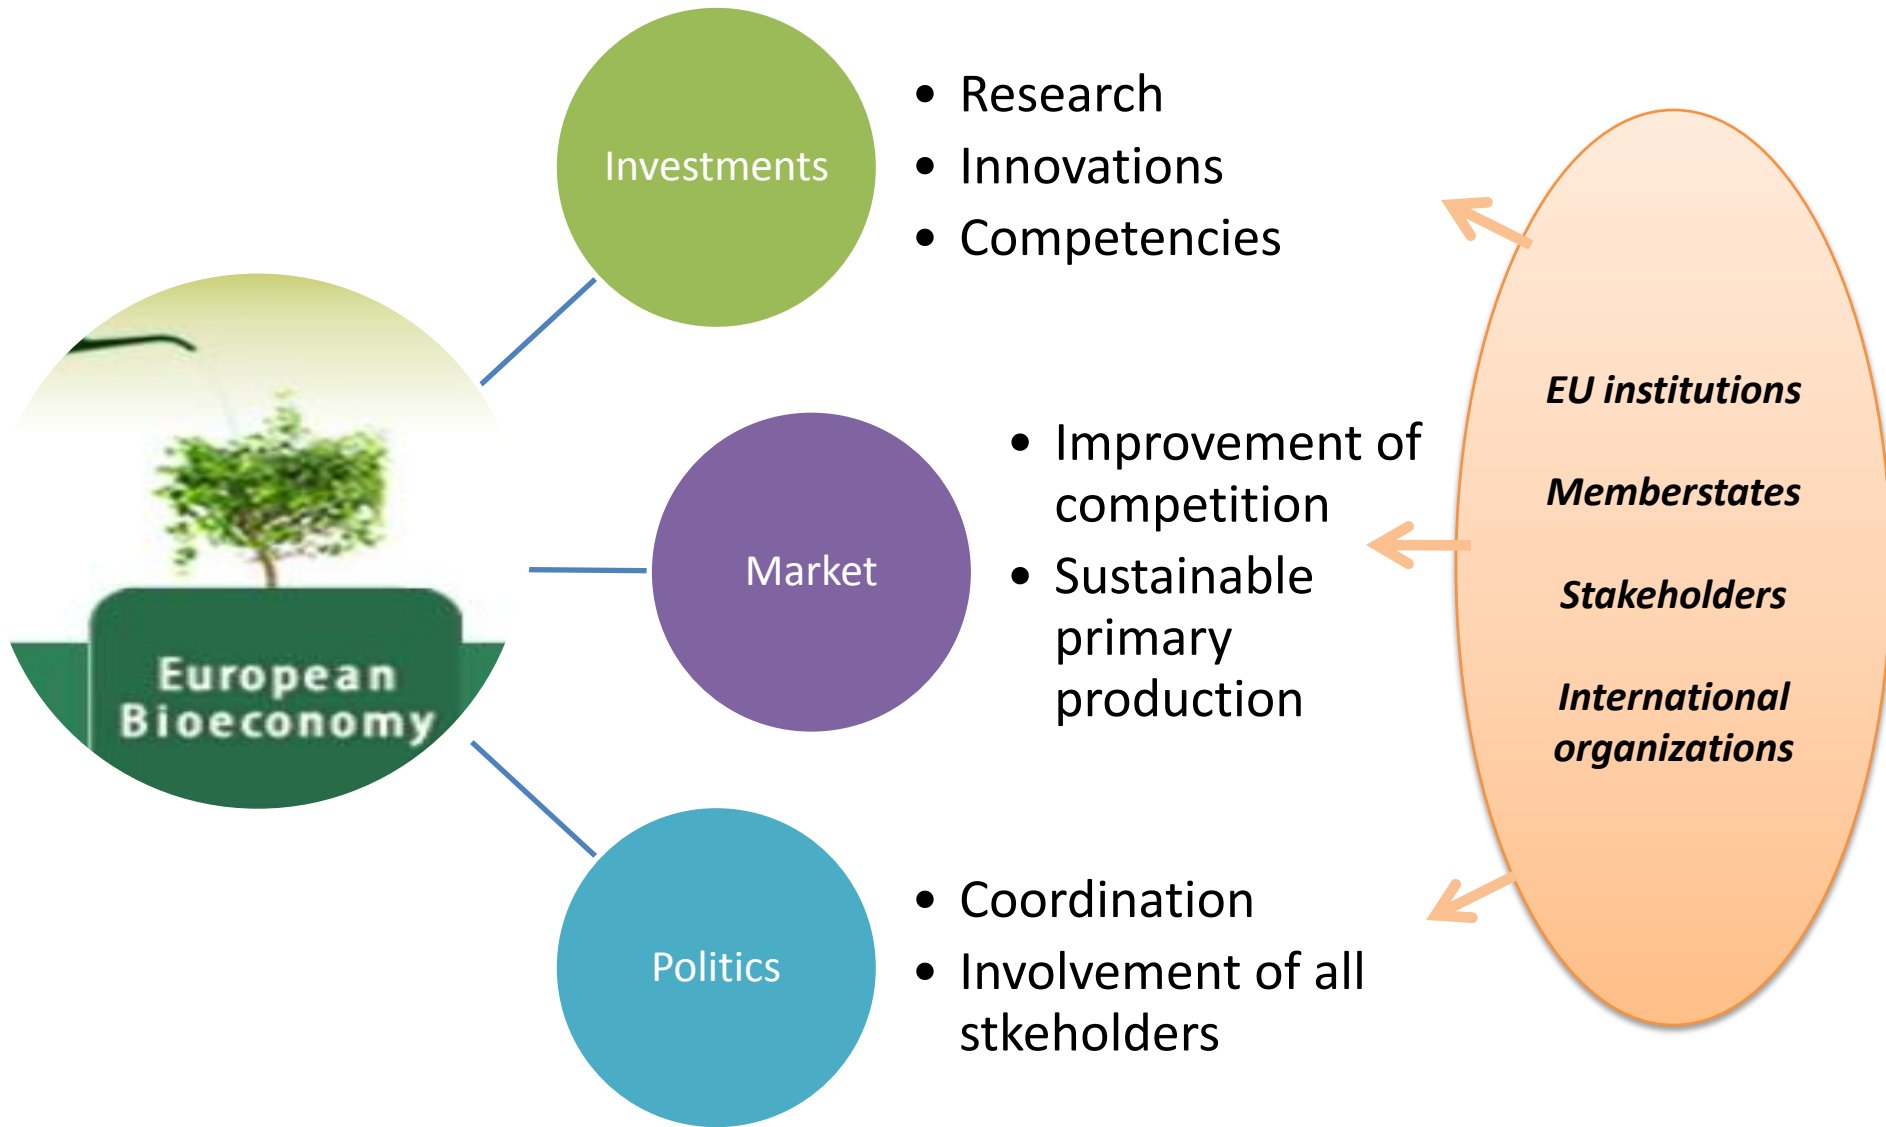 Investments
• Research
• Innovations
• Competencies
European
Bioeconomy
Market
• Improvement of
competition
• Sustainable
primary
production
Politics
• Coordination
• Involvement of all
stkeholders
EU institutions
Memberstates
Stakeholders
International
organizations